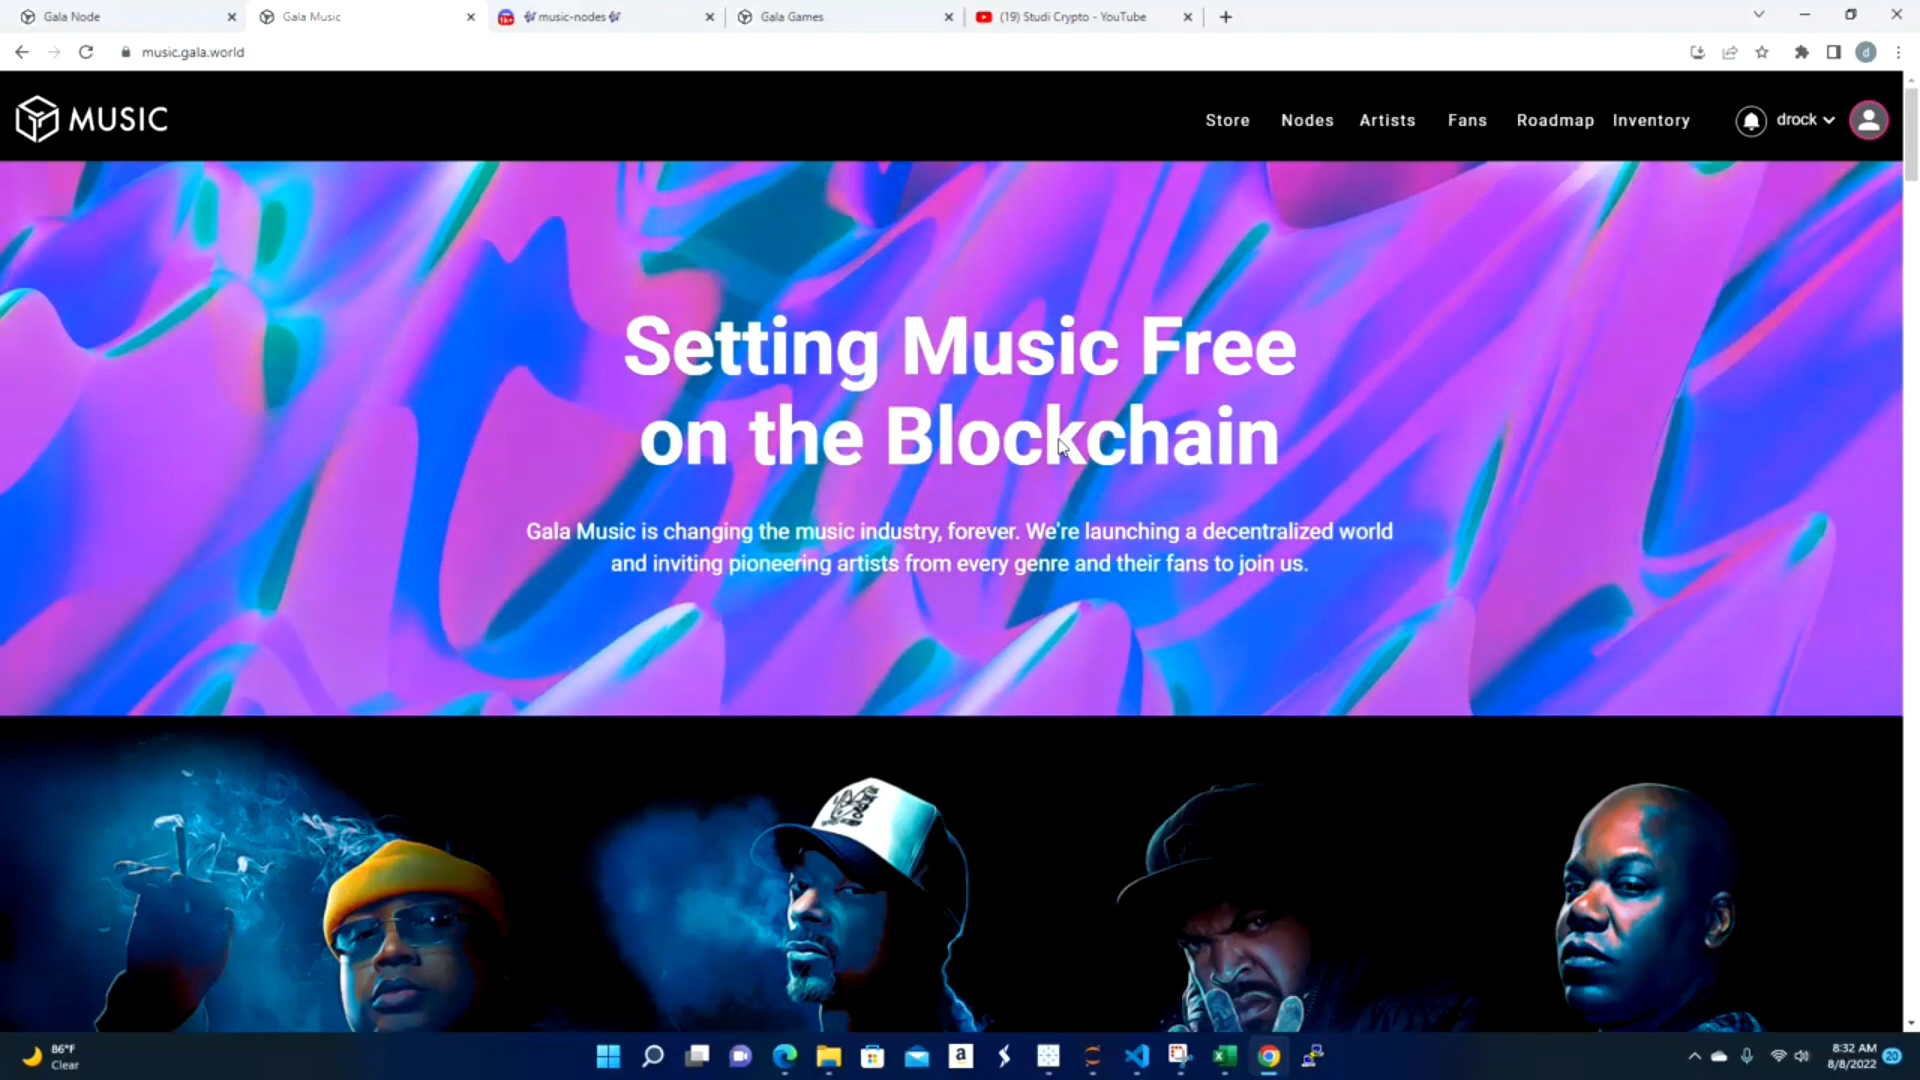 Gala Node
Gala Music
music-nodes
Gala Games
(19) Studi Crypto - YouTube
music.gala.world
d
MUSIC
Store
Nodes
Artists
Fans
Roadmap
Inventory
drock
Setting Music Free
on the Blockchain
Gala Music is changing the music industry, forever. We're launching a decentralized world
and inviting pioneering artists from every genre and their fans to join us.
86°F
Clear
a
8:32 AM
8/8/2022
20